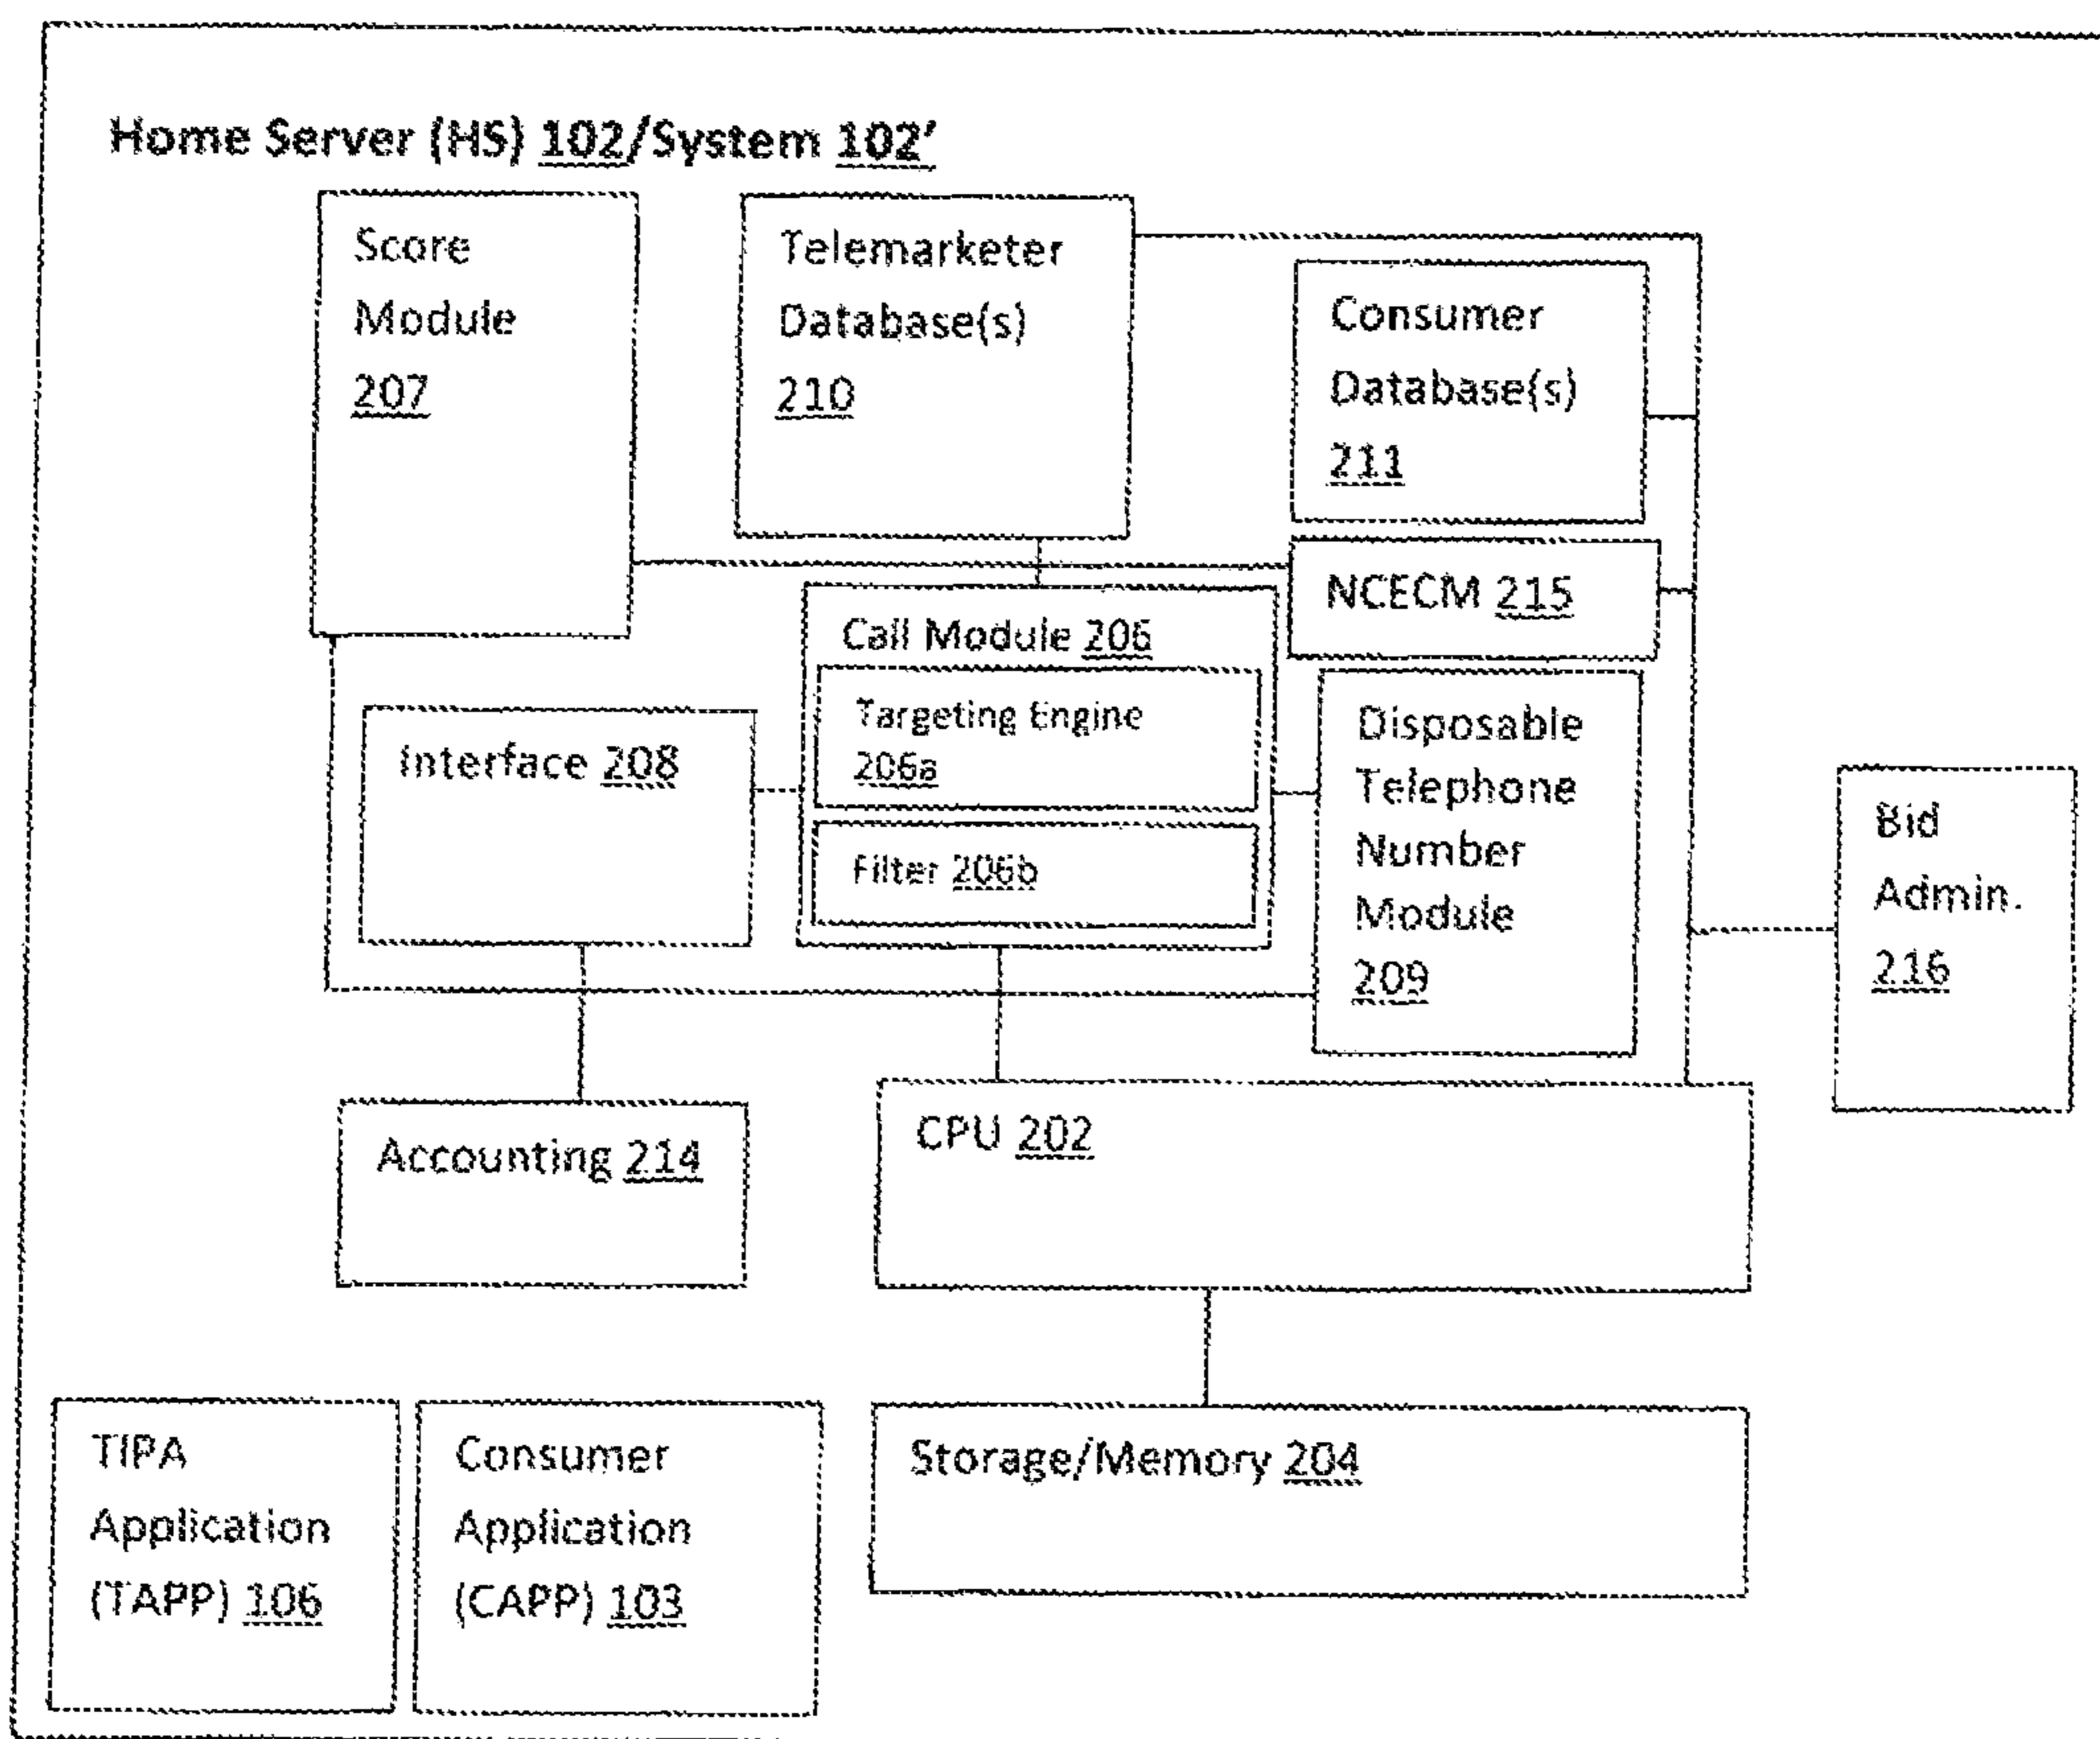 Home Server (HS) 102/System 102'
Score
Module
207
Telemarketer
Database(s)
210
Consumer
Database(s)
211
NCECM 215
Call Module 206
Targeting Engine
206a
Filter 206b
Interface 208
Disposable
Telephone
Number
Module
209
Bid
Admin.
216
Accounting 214
CPU 202
TIPA
Application
(TAPP) 106
Consumer
Application
(CAPP) 103
Storage/Memory 204